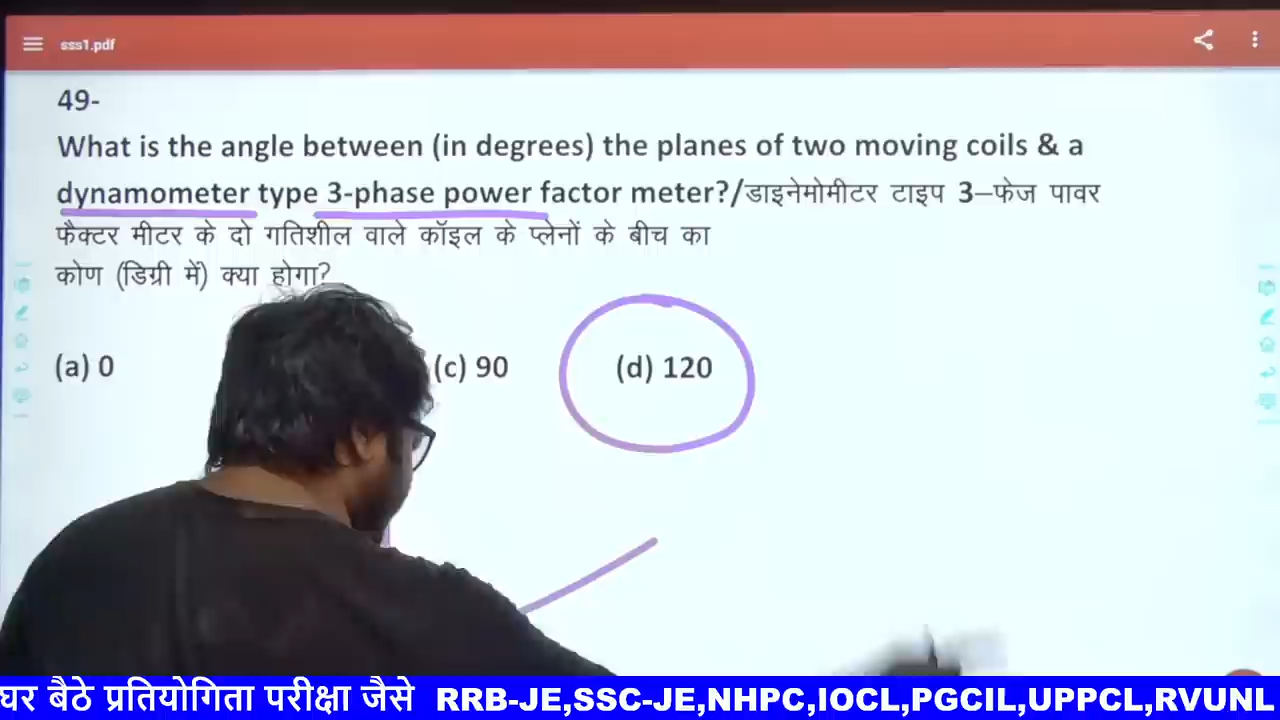 sss1.pdf
49-
What is the angle between (in degrees) the planes of two moving coils & a
dynamometer type 3-phase power factor meter?/डाइनेमोमीटर टाइप 3–फेज पावर
फैक्टर मीटर के दो गतिशील वाले कॉइल के प्लेनों के बीच का
कोण (डिग्री में) क्या होगा?
(a) 0 (c) 90 (d) 120
घर बैठे प्रतियोगिता परीक्षा जैसे RRB-JE,SSC-JE,NHPC,IOCL,PGCIL,UPPCL,RVUNL